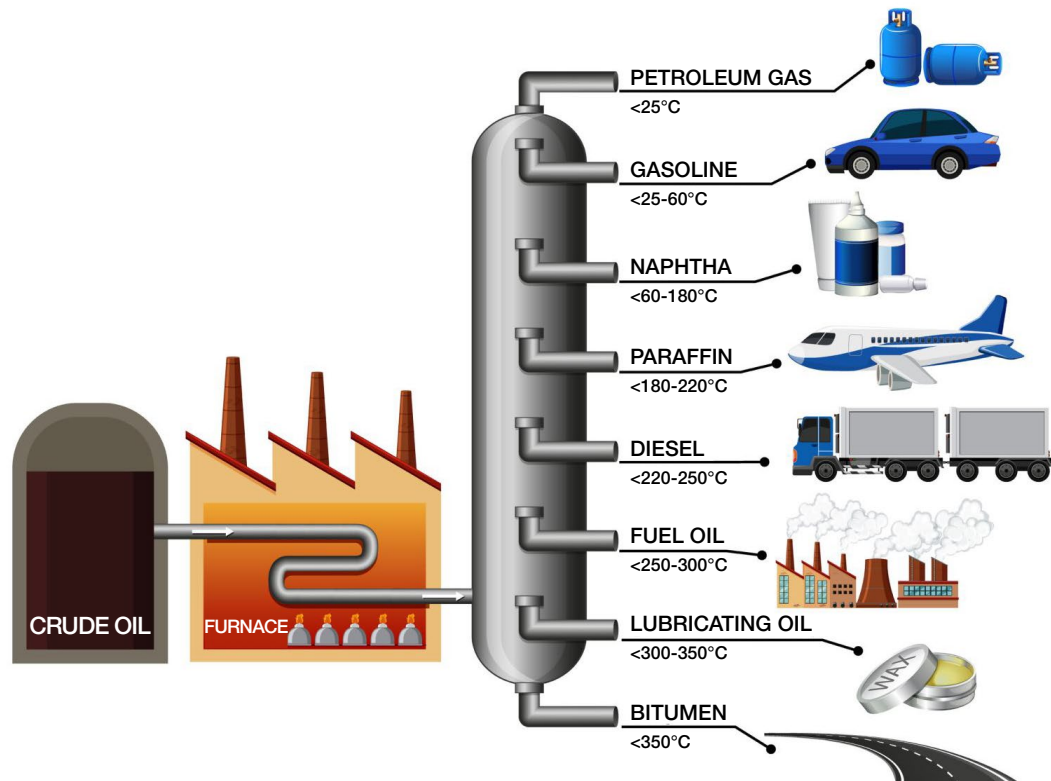 PETROLEUM GAS
<25°C
GASOLINE
<25-60°C
NAPHTHA
<60-180°C
PARAFFIN
<180-220°C
DIESEL
<220-250°C
FUEL OIL
<250-300°C
CRUDE OIL
FURNACE
LUBRICATING OIL
<300-350°C
WAX
BITUMEN
<350°C